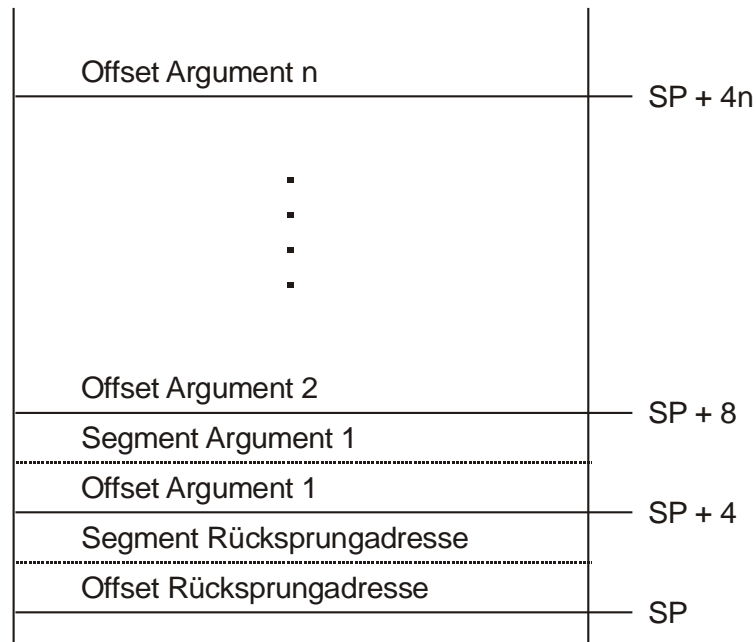 Offset Argument n
SP + 4n
Offset Argument 2
SP + 8
Segment Argument 1
Offset Argument 1
SP + 4
Segment Rücksprungadresse
Offset Rücksprungadresse
SP